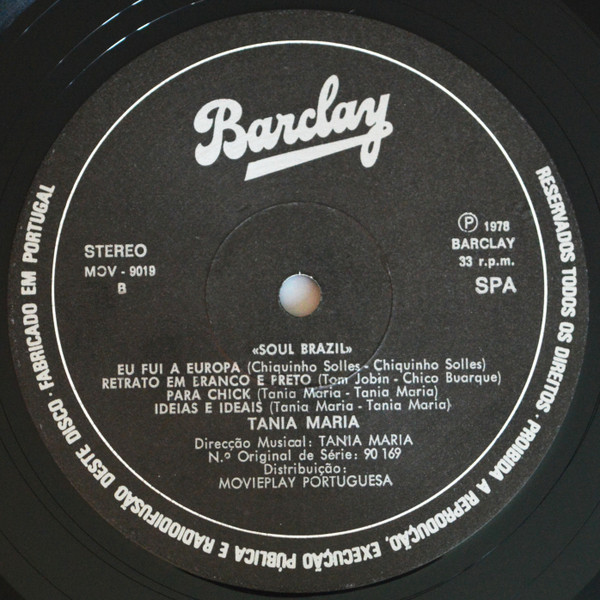 Barclay
STEREO
MOV - 9019
B
Ⓟ 1978
BARCLAY
33 r.p.m.
SPA
«SOUL BRAZIL»
EU FUI A EUROPA (Chiquinho Solles - Chiquinho Solles)
RETRATO EM BRANCO E PRETO (Tom Jobin - Chico Buarque)
PARA CHICK (Tania Maria - Tania Maria)
IDEIAS E IDEAIS (Tania Maria - Tania Maria)
TANIA MARIA
Direcção Musical: TANIA MARIA
N.º Original de Série: 90 169
Distribuição:
MOVIEPLAY PORTUGUESA
RESERVADOS TODOS OS DIREITOS · PROIBIDA A REPRODUÇÃO, EXECUÇÃO PÚBLICA E RADIODIFUSÃO DESTE DISCO · FABRICADO EM PORTUGAL